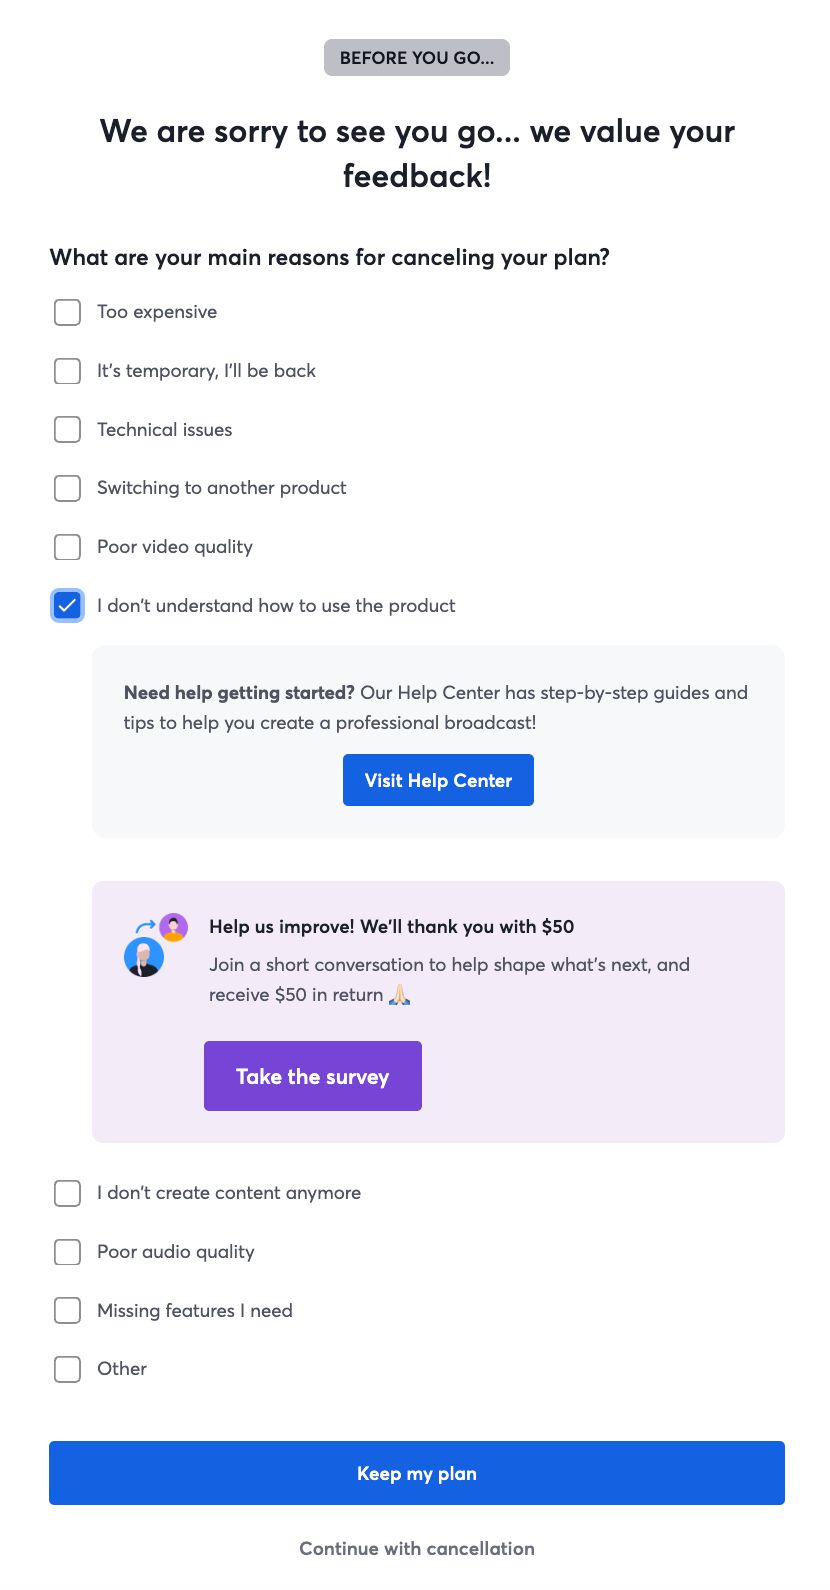 BEFORE YOU GO...
We are sorry to see you go... we value your
feedback!
What are your main reasons for canceling your plan?
Too expensive
It's temporary, I'll be back
Technical issues
Switching to another product
Poor video quality
I don't understand how to use the product
Need help getting started? Our Help Center has step-by-step guides and
tips to help you create a professional broadcast!
Visit Help Center
Help us improve! We'll thank you with $50
Join a short conversation to help shape what's next, and
receive $50 in return 🙏🏻
Take the survey
I don't create content anymore
Poor audio quality
Missing features I need
Other
Keep my plan
Continue with cancellation